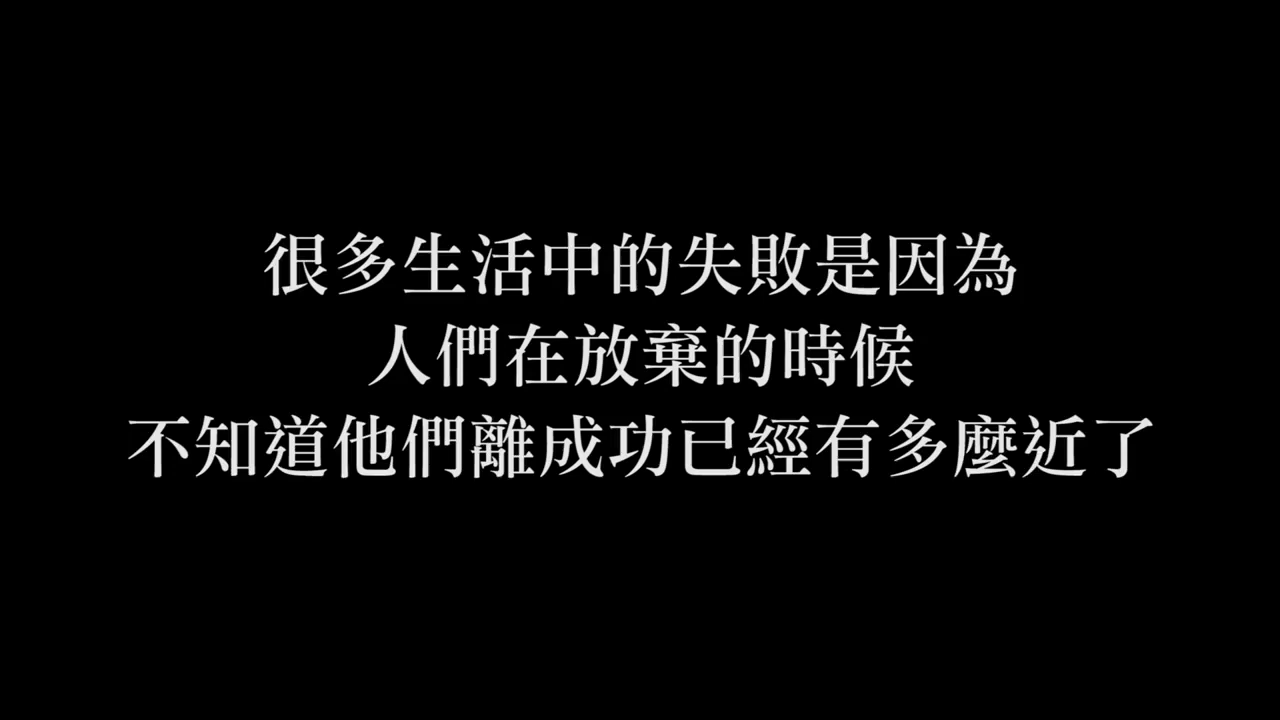 很多生活中的失敗是因為
人們在放棄的時候
不知道他們離成功已經有多麼近了